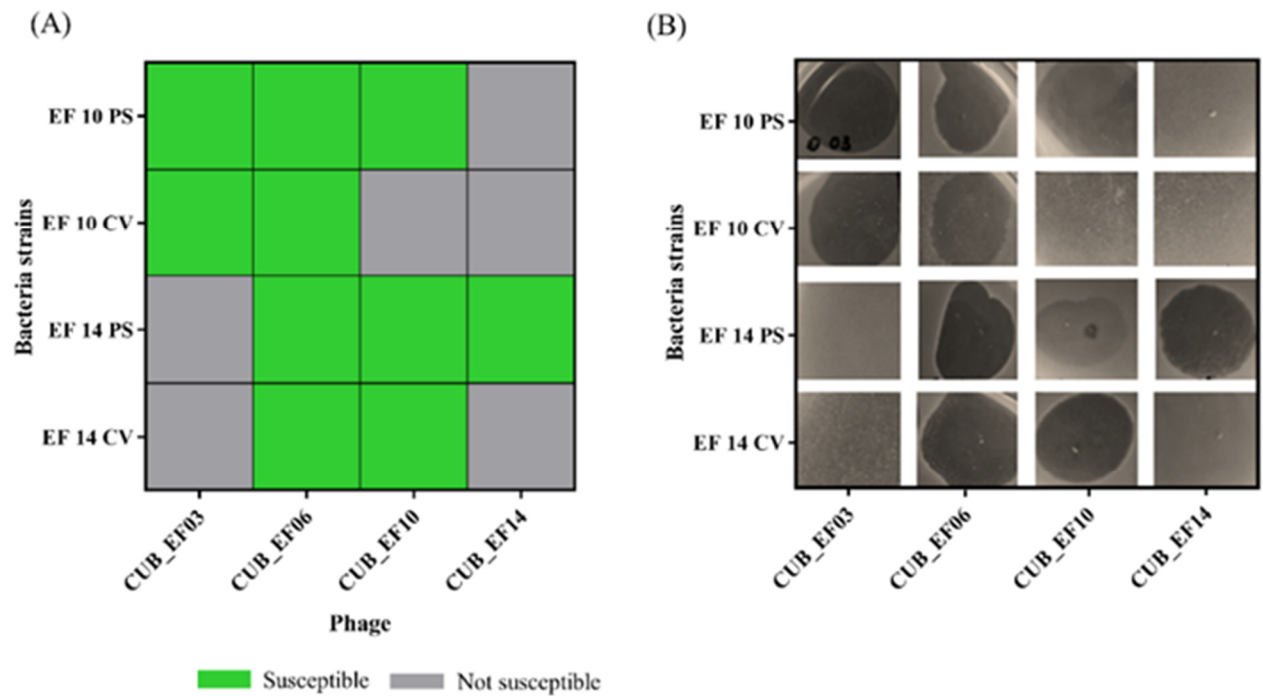 (A)
Bacteria strains
EF 10 PS
EF 10 CV
EF 14 PS
EF 14 CV
CUB_EF03
CUB_EF06
CUB_EF10
CUB_EF14
Phage
Susceptible
Not susceptible
(B)
Bacteria strains
EF 10 PS
EF 10 CV
EF 14 PS
EF 14 CV
03
CUB_EF03
CUB_EF06
CUB_EF10
CUB_EF14